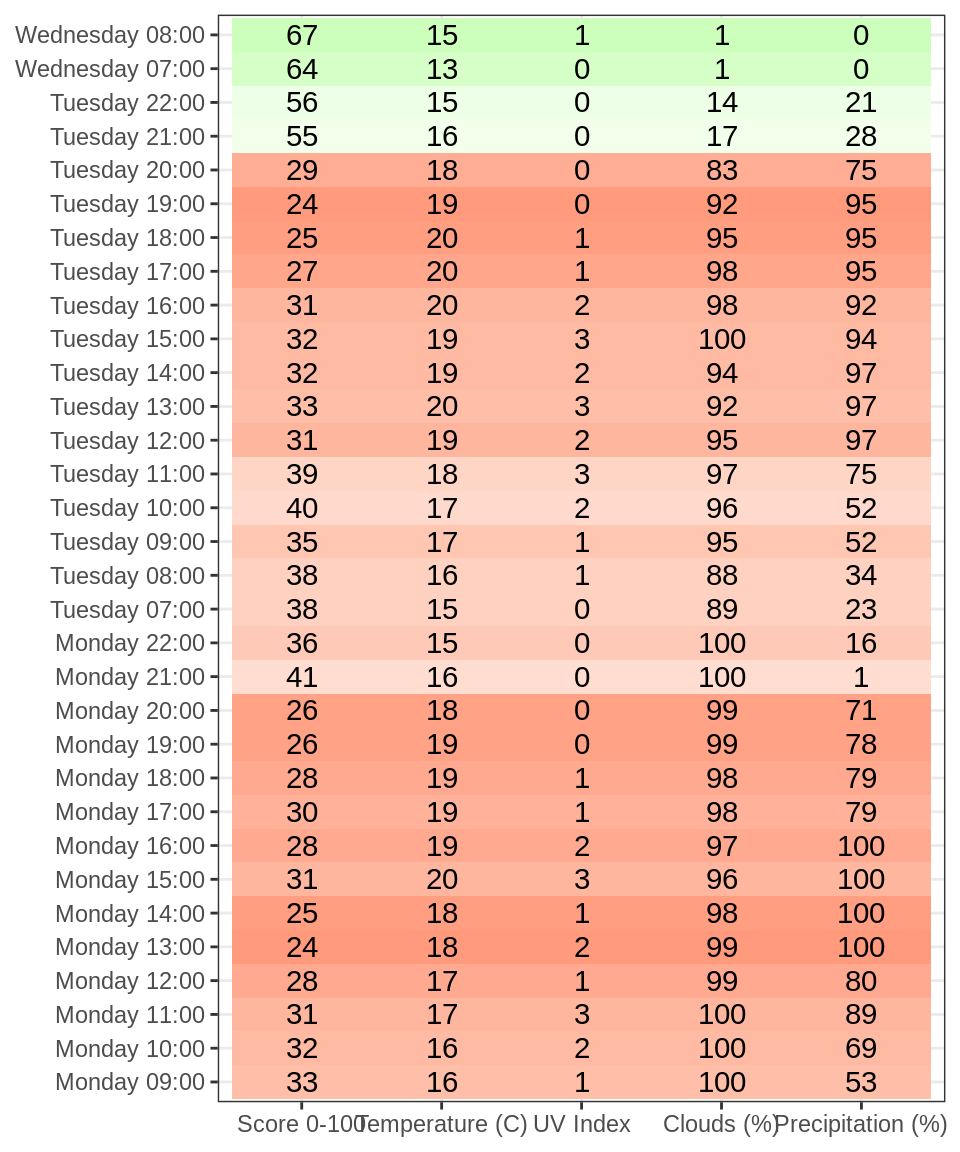 Wednesday 08:00 67 15 1 1 0
Wednesday 07:00 64 13 0 1 0
Tuesday 22:00 56 15 0 14 21
Tuesday 21:00 55 16 0 17 28
Tuesday 20:00 29 18 0 83 75
Tuesday 19:00 24 19 0 92 95
Tuesday 18:00 25 20 1 95 95
Tuesday 17:00 27 20 1 98 95
Tuesday 16:00 31 20 2 98 92
Tuesday 15:00 32 19 3 100 94
Tuesday 14:00 32 19 2 94 97
Tuesday 13:00 33 20 3 92 97
Tuesday 12:00 31 19 2 95 97
Tuesday 11:00 39 18 3 97 75
Tuesday 10:00 40 17 2 96 52
Tuesday 09:00 35 17 1 95 52
Tuesday 08:00 38 16 1 88 34
Tuesday 07:00 38 15 0 89 23
Monday 22:00 36 15 0 100 16
Monday 21:00 41 16 0 100 1
Monday 20:00 26 18 0 99 71
Monday 19:00 26 19 0 99 78
Monday 18:00 28 19 1 98 79
Monday 17:00 30 19 1 98 79
Monday 16:00 28 19 2 97 100
Monday 15:00 31 20 3 96 100
Monday 14:00 25 18 1 98 100
Monday 13:00 24 18 2 99 100
Monday 12:00 28 17 1 99 80
Monday 11:00 31 17 3 100 89
Monday 10:00 32 16 2 100 69
Monday 09:00 33 16 1 100 53
Score 0-100 Temperature (C) UV Index Clouds (%) Precipitation (%)